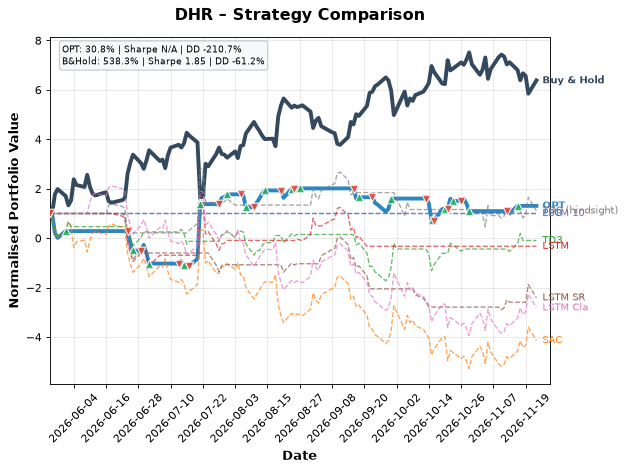 DHR – Strategy Comparison
OPT: 30.8% | Sharpe N/A | DD -210.7%
B&Hold: 538.3% | Sharpe 1.85 | DD -61.2%
Normalised Portfolio Value
8
6
4
2
0
−2
−4
Buy & Hold
OPT
(hindsight)
TD3
LSTM
LSTM SR
LSTM Cla
SAC
2026-06-04
2026-06-16
2026-06-28
2026-07-10
2026-07-22
2026-08-03
2026-08-15
2026-08-27
2026-09-08
2026-09-20
2026-10-02
2026-10-14
2026-10-26
2026-11-07
2026-11-19
Date